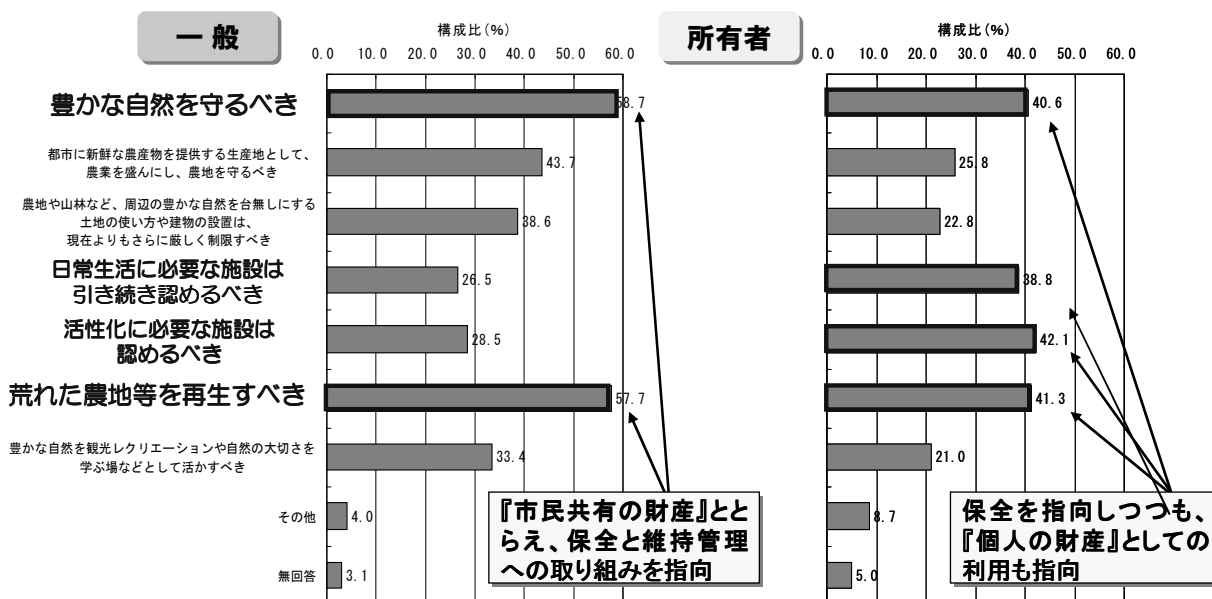 一 般
構成比(%)
0.0 10.0 20.0 30.0 40.0 50.0 60.0
所有者
構成比(%)
0.0 10.0 20.0 30.0 40.0 50.0 60.0
豊かな自然を守るべき
58.7
40.6
都市に新鮮な農産物を提供する生産地として、
農業を盛んにし、農地を守るべき
43.7
25.8
農地や山林など、周辺の豊かな自然を台無しにする
土地の使い方や建物の設置は、
現在よりもさらに厳しく制限すべき
38.6
22.8
日常生活に必要な施設は
引き続き認めるべき
26.5
38.8
活性化に必要な施設は
認めるべき
28.5
42.1
荒れた農地等を再生すべき
57.7
41.3
豊かな自然を観光レクリエーションや自然の大切さを
学ぶ場などとして活かすべき
33.4
21.0
その他
4.0
8.7
無回答
3.1
5.0
『市民共有の財産』とと
らえ、保全と維持管理
への取り組みを指向
保全を指向しつつも、
『個人の財産』としての
利用も指向